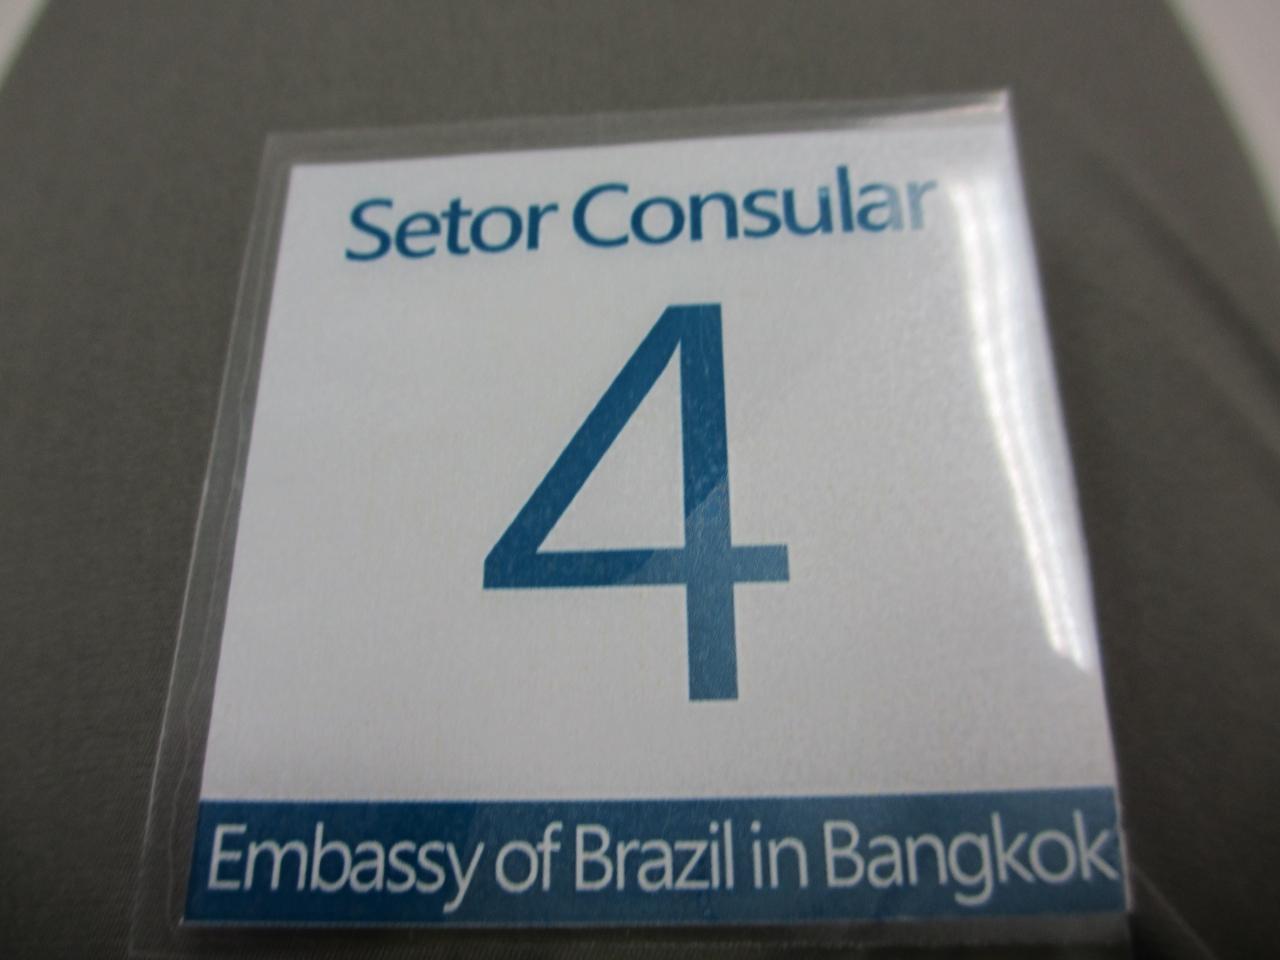 Setor Consular
4
Embassy of Brazil in Bangkok